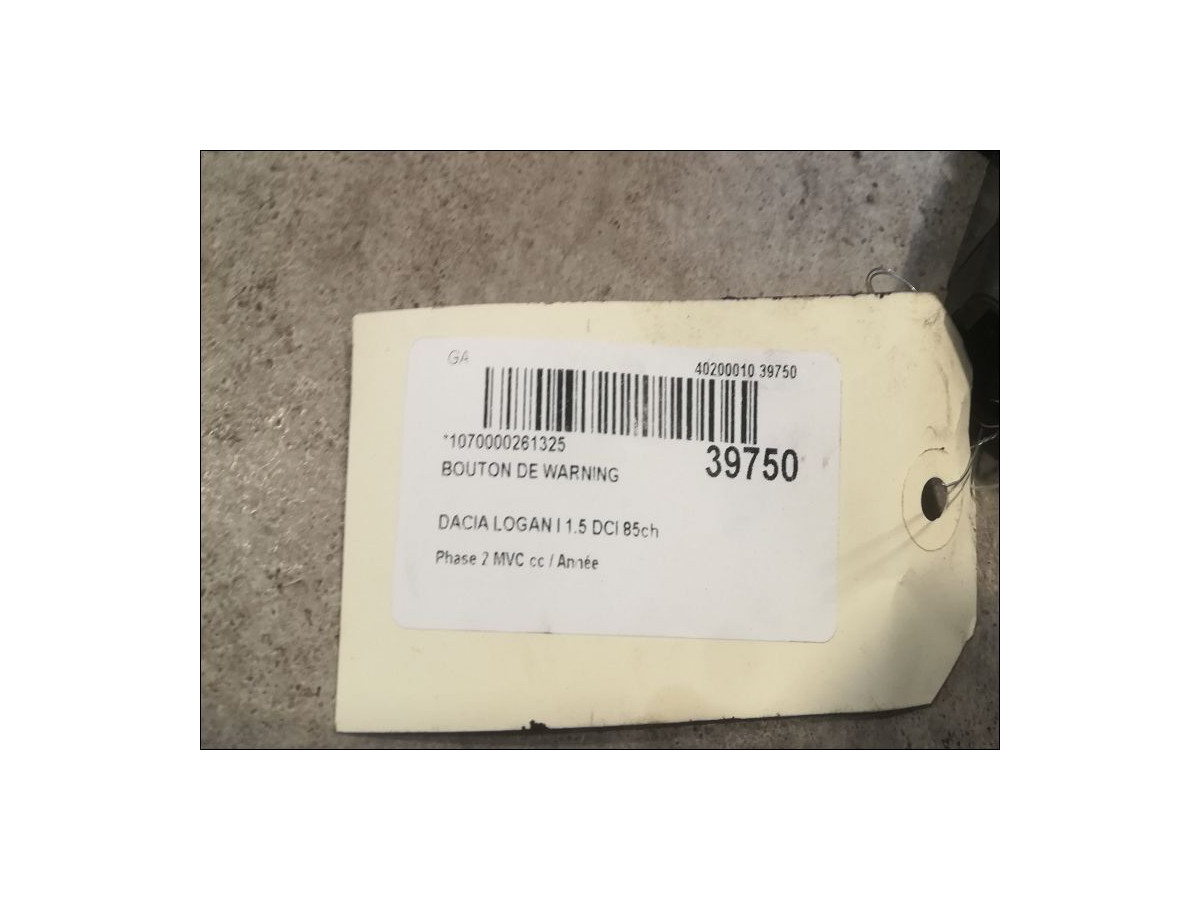 GA
40200010 39750
*1070000261325
39750
BOUTON DE WARNING
DACIA LOGAN I 1.5 DCI 85ch
Phase 2 MVC cc / Année